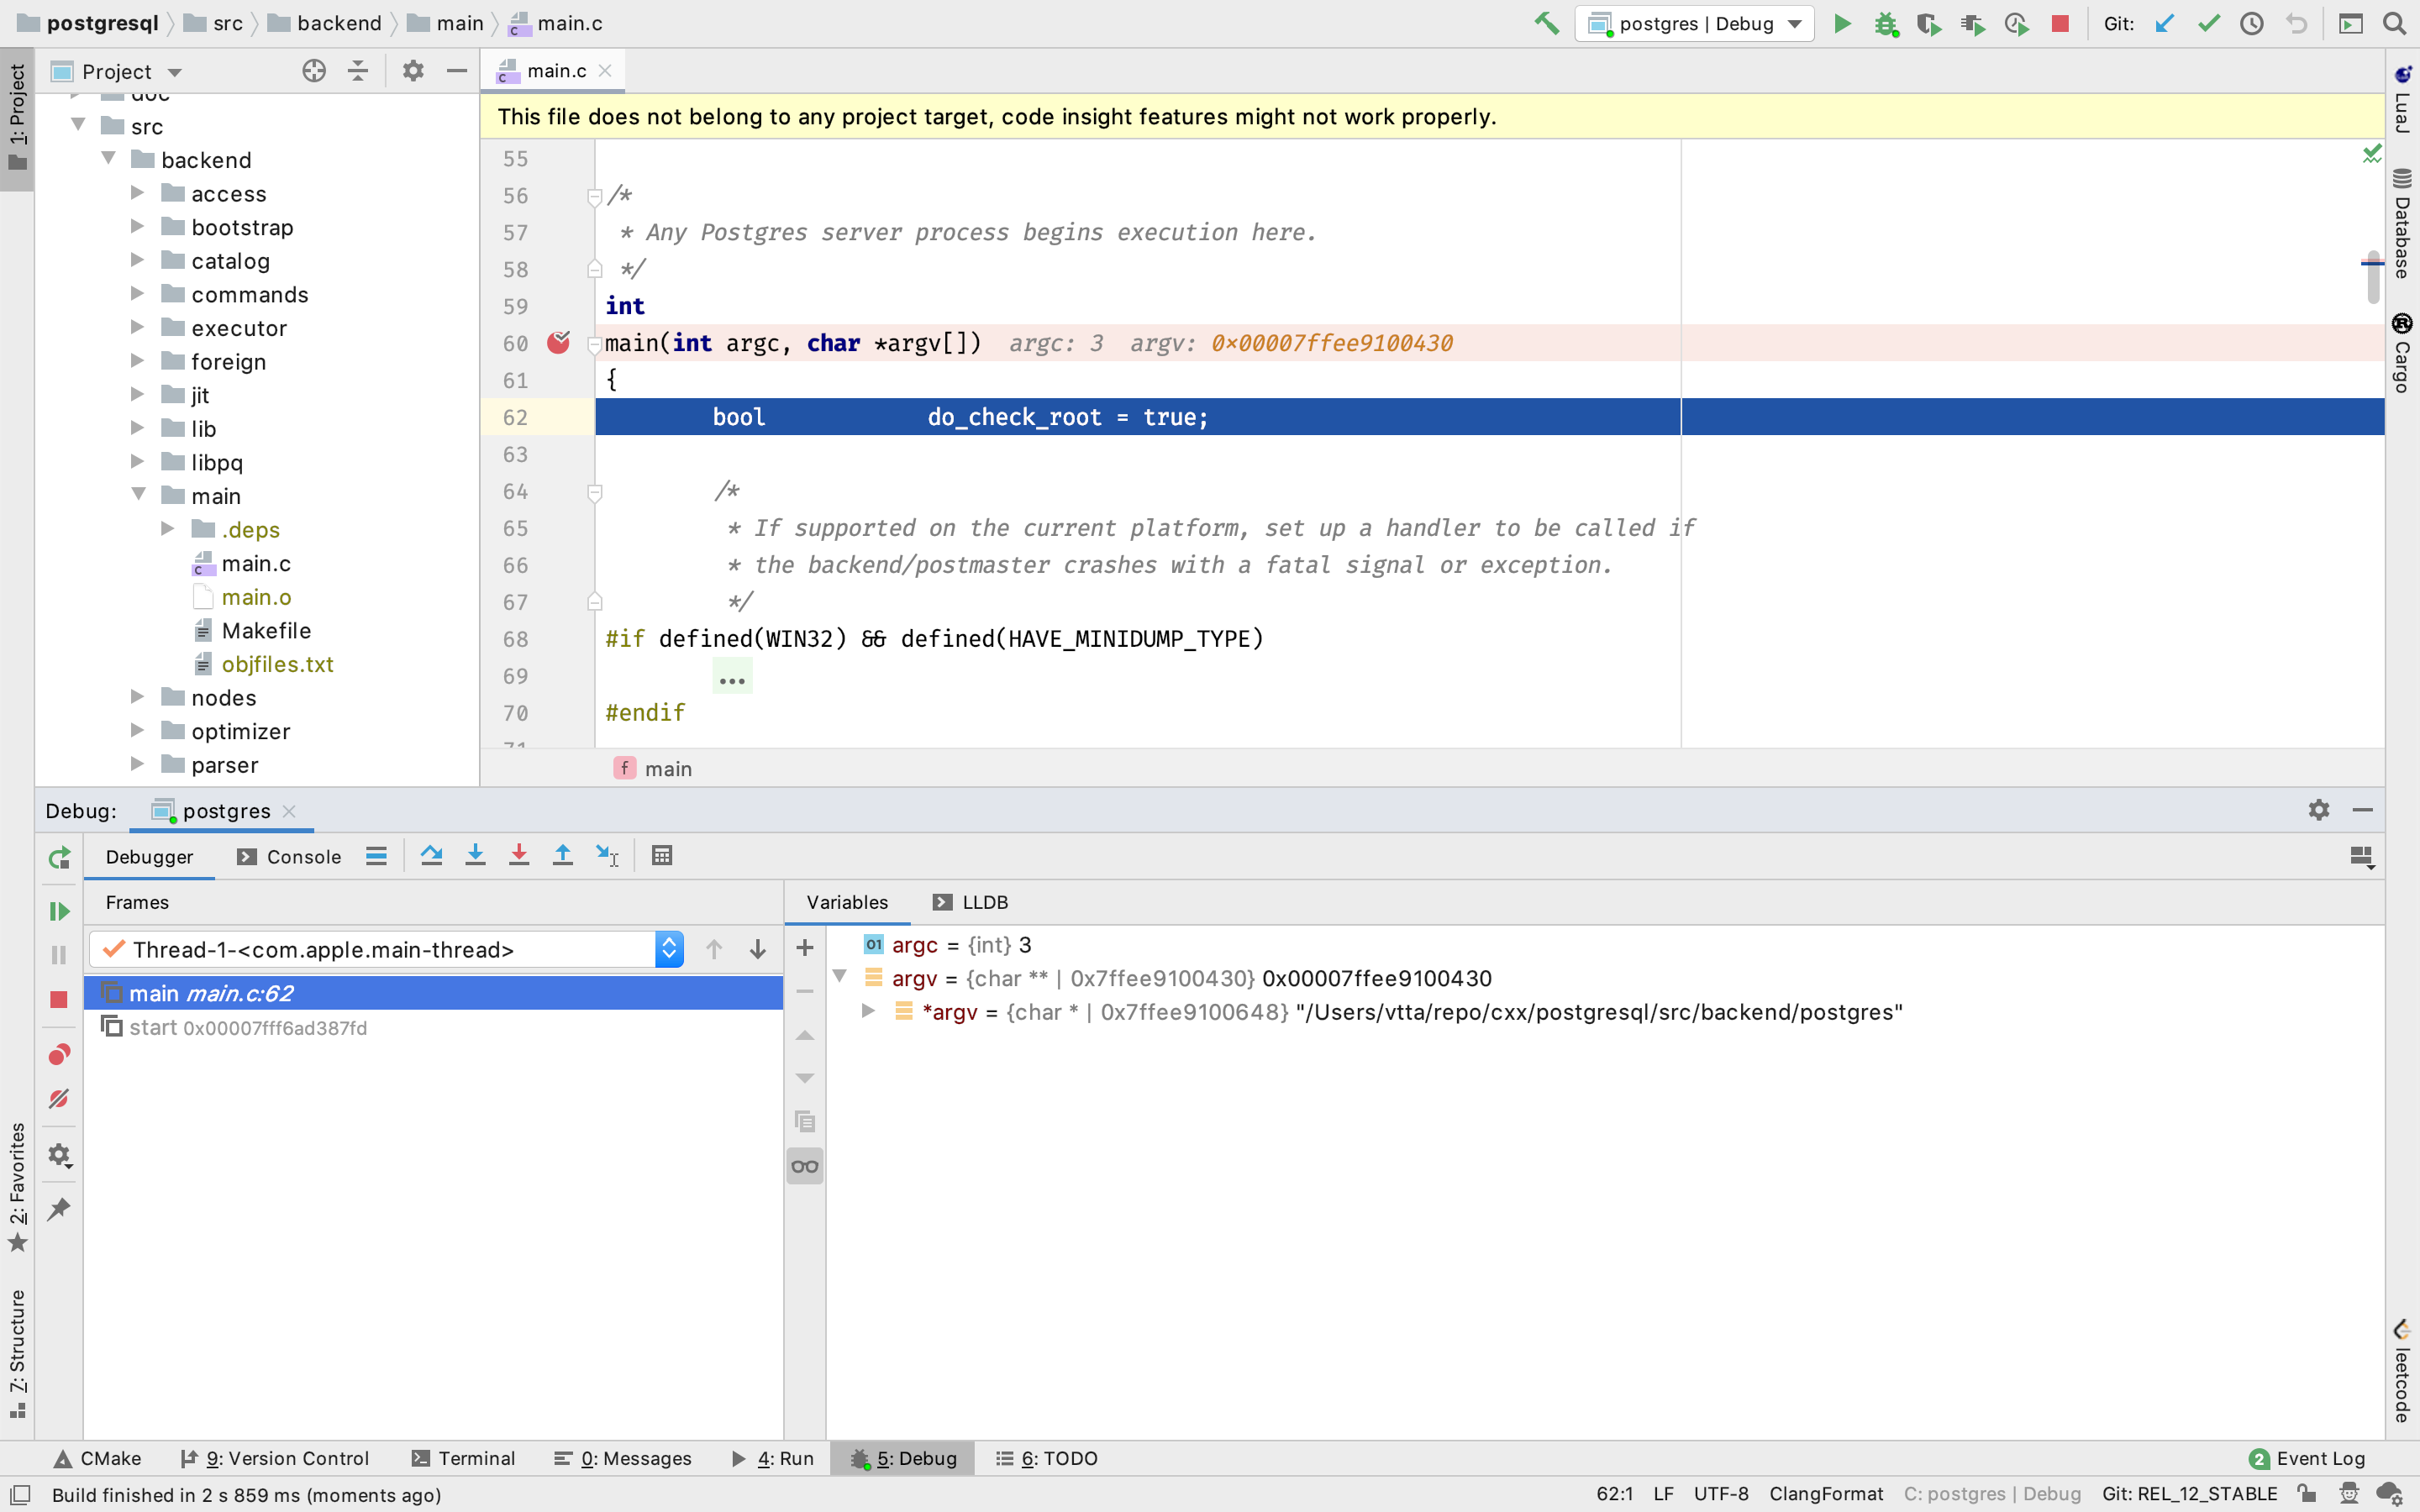 postgresql src backend main main.c postgres | Debug Git:
1: Project
Project
doc
src
backend
access
bootstrap
catalog
commands
executor
foreign
jit
lib
libpq
main
.deps
main.c
main.o
Makefile
objfiles.txt
nodes
optimizer
parser
main.c
This file does not belong to any project target, code insight features might not work properly.
55
56 /*
57 * Any Postgres server process begins execution here.
58 */
59 int
60 main(int argc, char *argv[]) argc: 3 argv: 0x00007ffee9100430
61 {
62 bool do_check_root = true;
63
64 /*
65 * If supported on the current platform, set up a handler to be called if
66 * the backend/postmaster crashes with a fatal signal or exception.
67 */
68 #if defined(WIN32) && defined(HAVE_MINIDUMP_TYPE)
69 ...
70 #endif
71
f main
LuaJ
Database
Cargo
leetcode
Debug: postgres
Debugger Console
Frames
Thread-1-<com.apple.main-thread>
main main.c:62
start 0x00007fff6ad387fd
Variables LLDB
01 argc = {int} 3
argv = {char ** | 0x7ffee9100430} 0x00007ffee9100430
*argv = {char * | 0x7ffee9100648} "/Users/vtta/repo/cxx/postgresql/src/backend/postgres"
2: Favorites
7: Structure
CMake 9: Version Control Terminal 0: Messages 4: Run 5: Debug 6: TODO 2 Event Log
Build finished in 2 s 859 ms (moments ago) 62:1 LF UTF-8 ClangFormat C: postgres | Debug Git: REL_12_STABLE